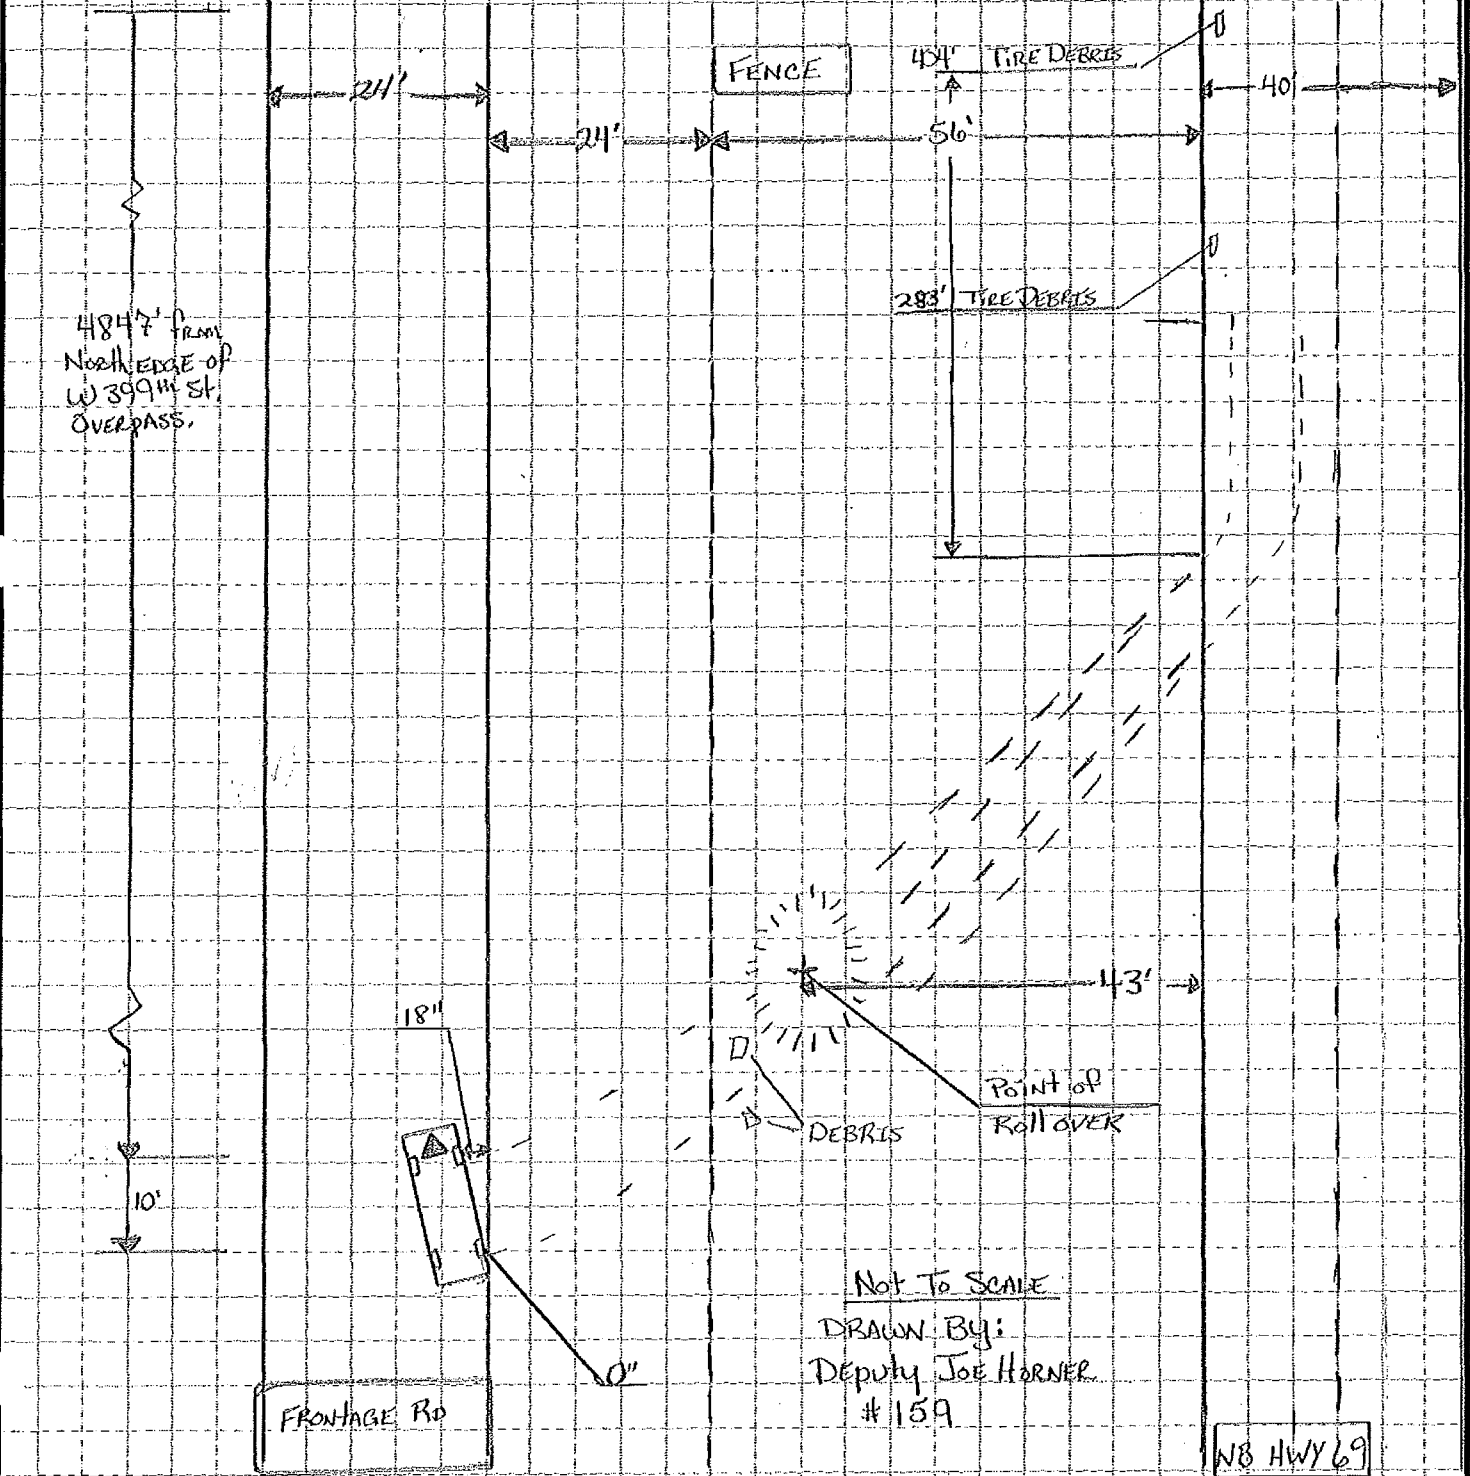 FENCE
404' TIRE DEBRIS
24'
40'
24'
56'
283' TIRE DEBRIS
4847' from
North EDGE of
W 399th St.
OVERPASS.
43'
18"
Point of
Roll OVER
DEBRIS
10'
Not To SCALE
DRAWN By:
Deputy JOE HORNER
# 159
0"
FRONTAGE RD
NB HWY 69